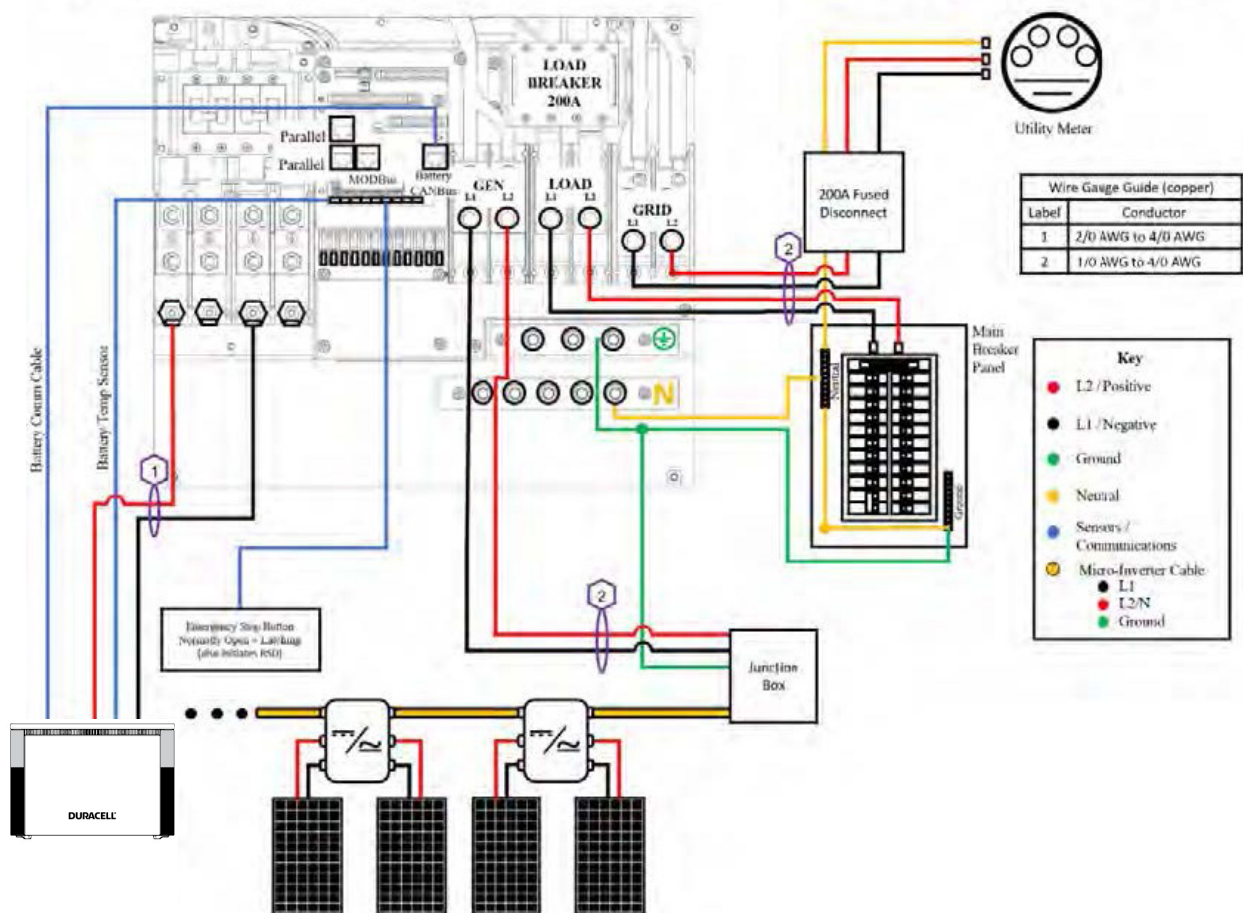 LOAD
BREAKER
200A
Parallel
Parallel
MODBus
Battery
CANBus
GEN
L1
L2
LOAD
L1
L2
GRID
L1
L2
N
Utility Meter
200A Fused
Disconnect
2
Wire Gauge Guide (copper)
Label Conductor
1 2/0 AWG to 4/0 AWG
2 1/0 AWG to 4/0 AWG
Main
Breaker
Panel
Neutral
Ground
Key
L2 / Positive
L1 / Negative
Ground
Neutral
Sensors /
Communications
Micro-Inverter Cable
L1
L2/N
Ground
Battery Comm Cable
Battery Temp Sensor
1
Emergency Stop Button
Normally Open - Latching
(also initiates RSD)
2
Junction
Box
DURACELL